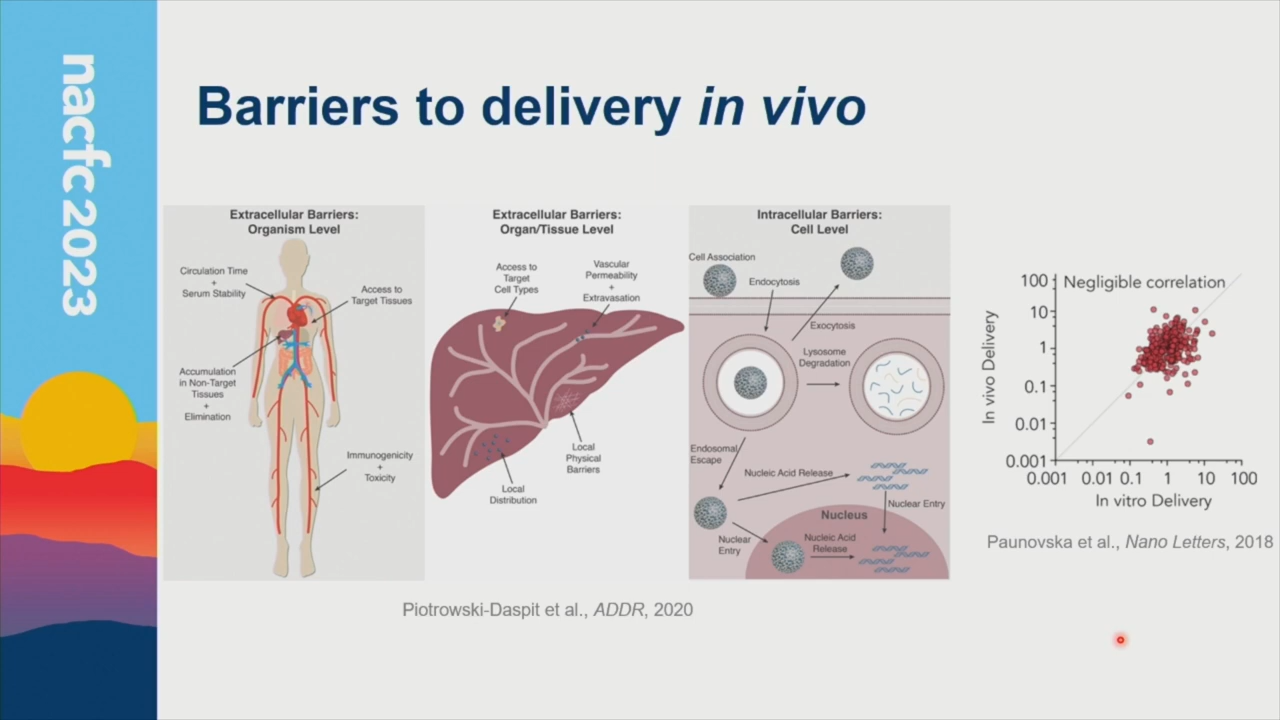 nacfc 2023
Barriers to delivery in vivo
Extracellular Barriers:
Organism Level
Circulation Time
+
Serum Stability
Access to
Target Tissues
Accumulation
in Non-Target
Tissues
+
Elimination
Immunogenicity
+
Toxicity
Extracellular Barriers:
Organ/Tissue Level
Access to
Target
Cell Types
Vascular
Permeability
+
Extravasation
Local
Physical
Barriers
Local
Distribution
Intracellular Barriers:
Cell Level
Cell Association
Endocytosis
Exocytosis
Lysosome
Degradation
Endosomal
Escape
Nucleic Acid Release
Nuclear Entry
Nucleus
Nuclear
Entry
Nucleic Acid
Release
Piotrowski-Daspit et al., ADDR, 2020
Negligible correlation
In vivo Delivery
100
10
1
0.1
0.01
0.001
0.001 0.01 0.1 1 10 100
In vitro Delivery
Paunovska et al., Nano Letters, 2018